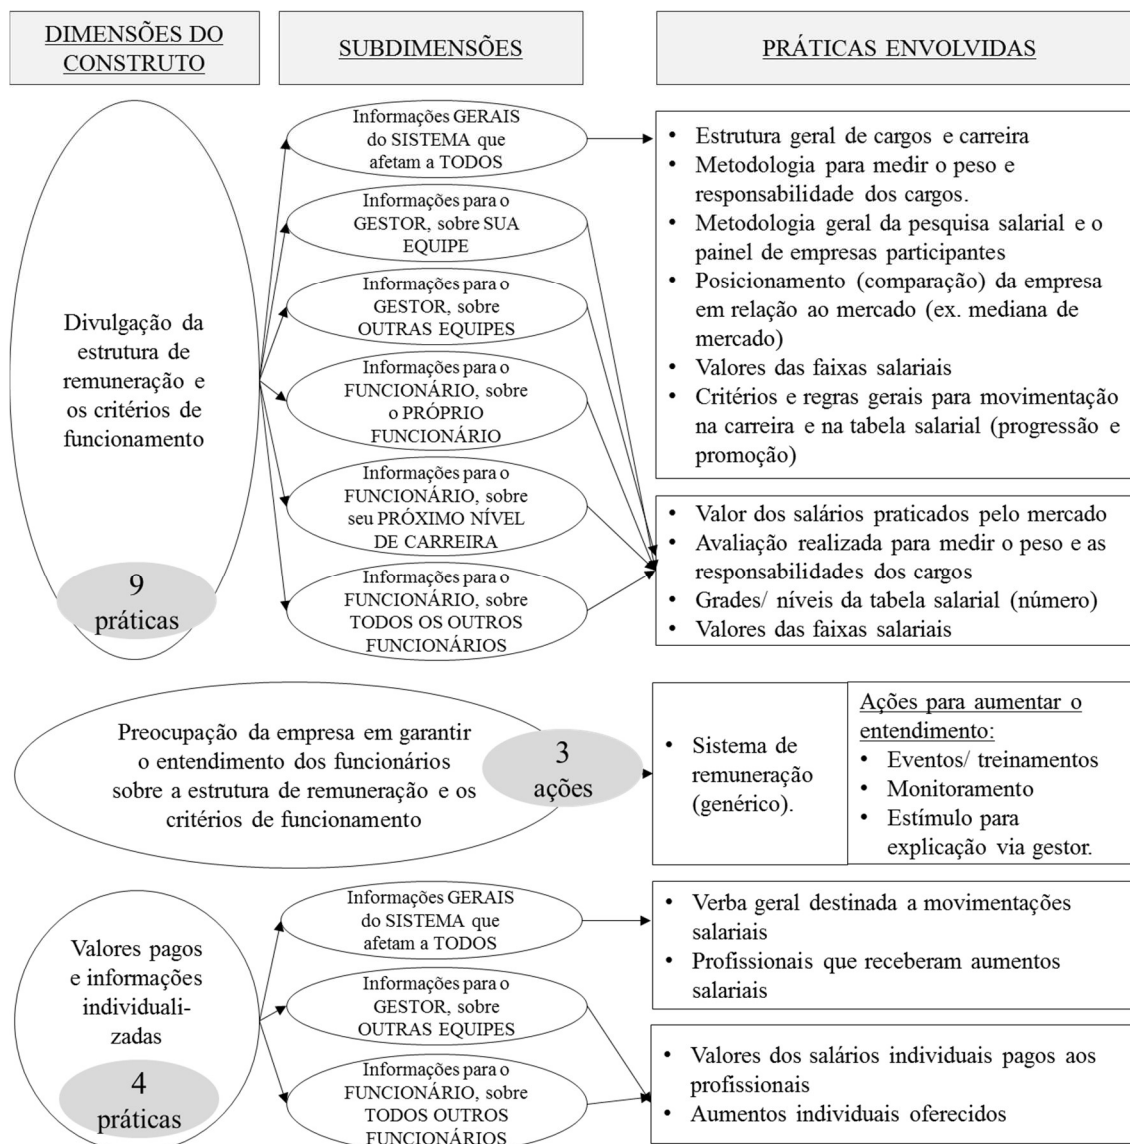 DIMENSÕES DO
CONSTRUTO
SUBDIMENSÕES
PRÁTICAS ENVOLVIDAS
Divulgação da
estrutura de
remuneração e
os critérios de
funcionamento
9
práticas
Informações GERAIS
do SISTEMA que
afetam a TODOS
Informações para o
GESTOR, sobre SUA
EQUIPE
Informações para o
GESTOR, sobre
OUTRAS EQUIPES
Informações para o
FUNCIONÁRIO, sobre
o PRÓPRIO
FUNCIONÁRIO
Informações para o
FUNCIONÁRIO, sobre
seu PRÓXIMO NÍVEL
DE CARREIRA
Informações para o
FUNCIONÁRIO, sobre
TODOS OS OUTROS
FUNCIONÁRIOS
• Estrutura geral de cargos e carreira
• Metodologia para medir o peso e
responsabilidade dos cargos.
• Metodologia geral da pesquisa salarial e o
painel de empresas participantes
• Posicionamento (comparação) da empresa
em relação ao mercado (ex. mediana de
mercado)
• Valores das faixas salariais
• Critérios e regras gerais para movimentação
na carreira e na tabela salarial (progressão e
promoção)
• Valor dos salários praticados pelo mercado
• Avaliação realizada para medir o peso e as
responsabilidades dos cargos
• Grades/ níveis da tabela salarial (número)
• Valores das faixas salariais
Preocupação da empresa em garantir
o entendimento dos funcionários
sobre a estrutura de remuneração e os
critérios de funcionamento
3
ações
• Sistema de
remuneração
(genérico).
Ações para aumentar o
entendimento:
• Eventos/ treinamentos
• Monitoramento
• Estímulo para
explicação via gestor.
Valores pagos
e informações
individuali-
zadas
4
práticas
Informações GERAIS
do SISTEMA que
afetam a TODOS
Informações para o
GESTOR, sobre
OUTRAS EQUIPES
Informações para o
FUNCIONÁRIO, sobre
TODOS OUTROS
FUNCIONÁRIOS
• Verba geral destinada a movimentações
salariais
• Profissionais que receberam aumentos
salariais
• Valores dos salários individuais pagos aos
profissionais
• Aumentos individuais oferecidos